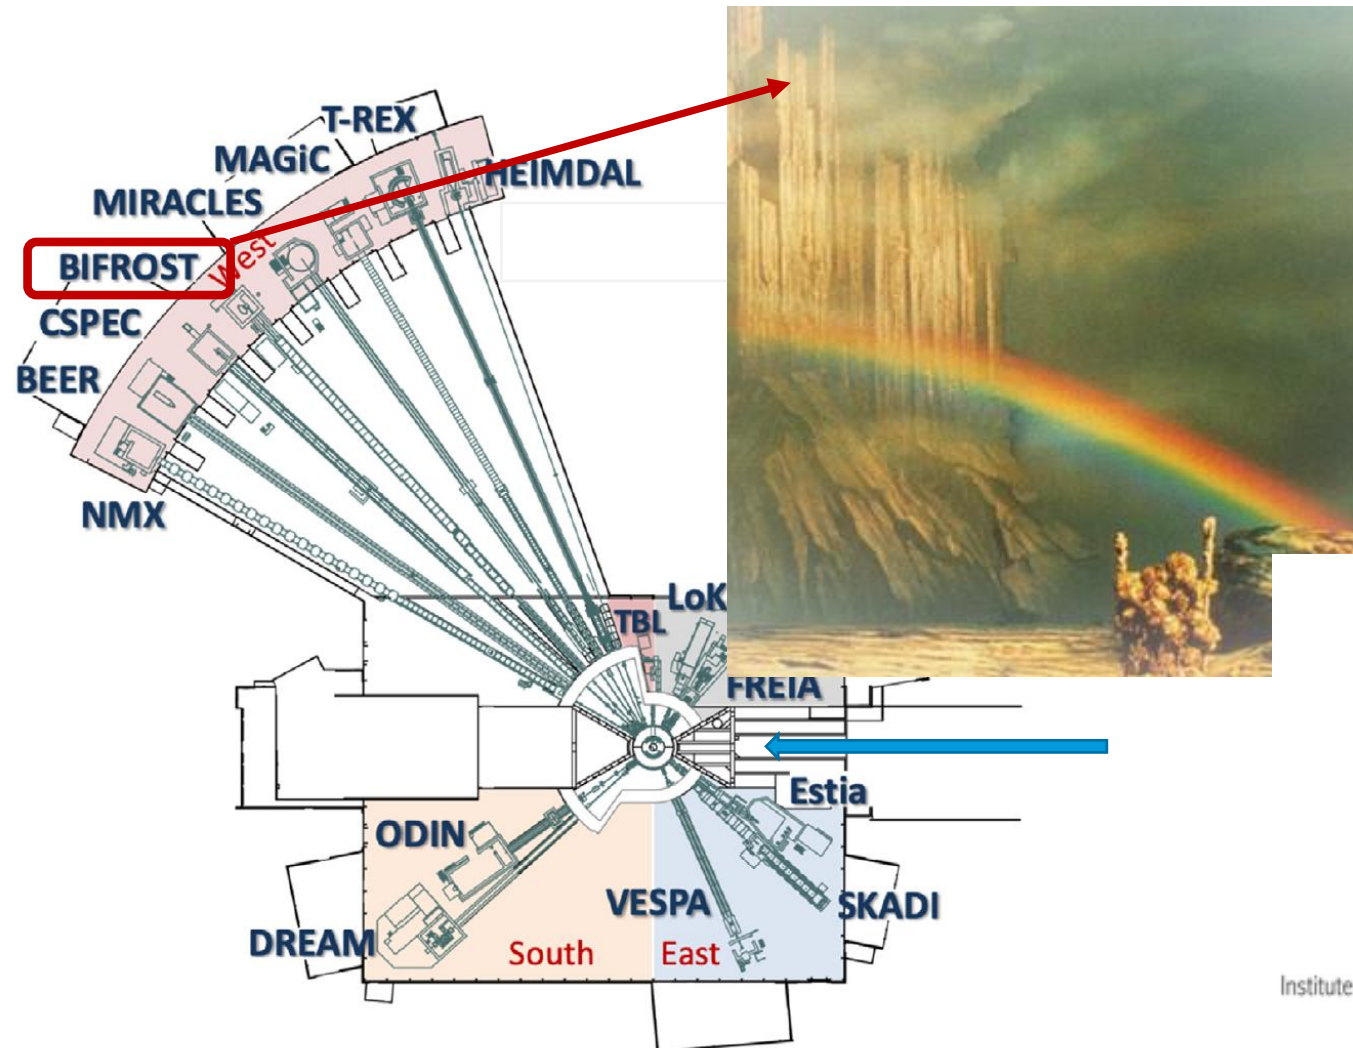 T-REX
MAGiC
HEIMDAL
MIRACLES
West
BIFROST
CSPEC
BEER
NMX
LoK
TBL
FREIA
Estia
ODIN
VESPA
SKADI
DREAM
South
East
Institute